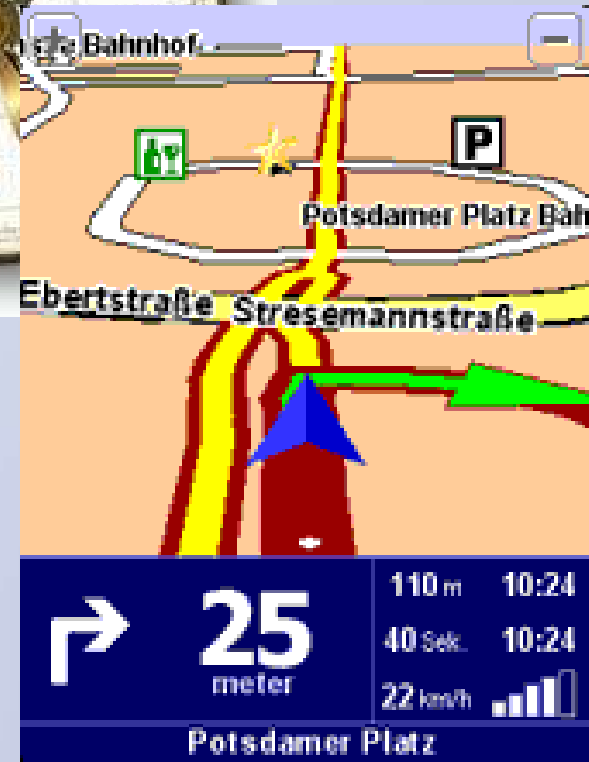 Bahnhof
P
Potsdamer Platz Bah
Ebertstraße Stresemannstraße
25
meter
110 m 10:24
40 Sek. 10:24
22 km/h
Potsdamer Platz